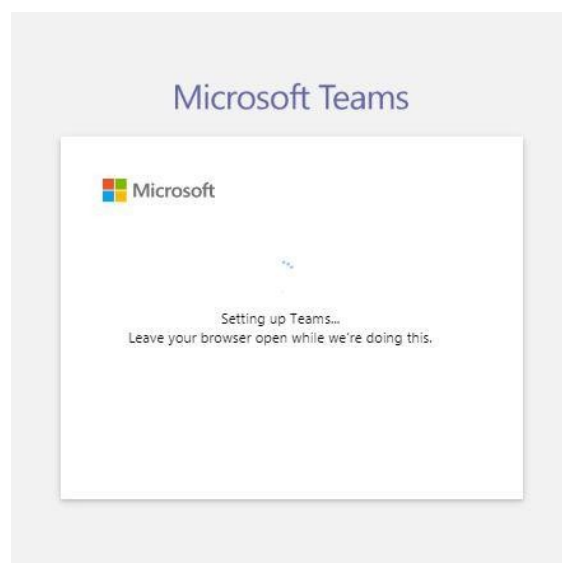 Microsoft Teams
Microsoft
Setting up Teams...
Leave your browser open while we're doing this.